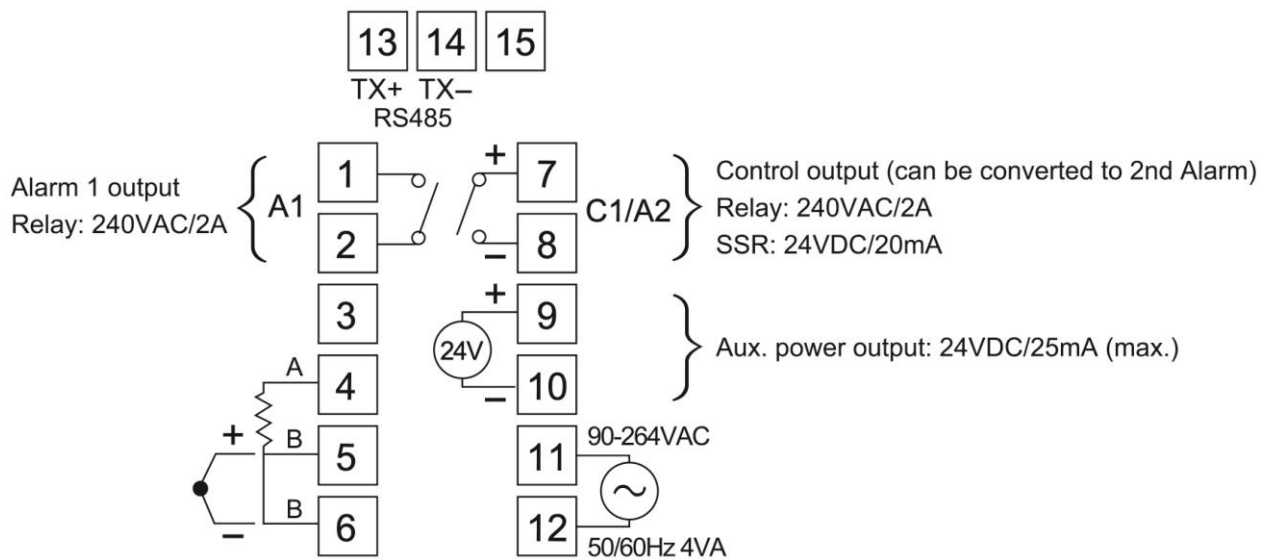 13 14 15
TX+ TX–
RS485
Alarm 1 output
Relay: 240VAC/2A
A1
1
2
3
A 4
+ B 5
– B 6
+ 7
– 8
C1/A2
Control output (can be converted to 2nd Alarm)
Relay: 240VAC/2A
SSR: 24VDC/20mA
+ 9
24V
– 10
Aux. power output: 24VDC/25mA (max.)
11 90-264VAC
12 50/60Hz 4VA